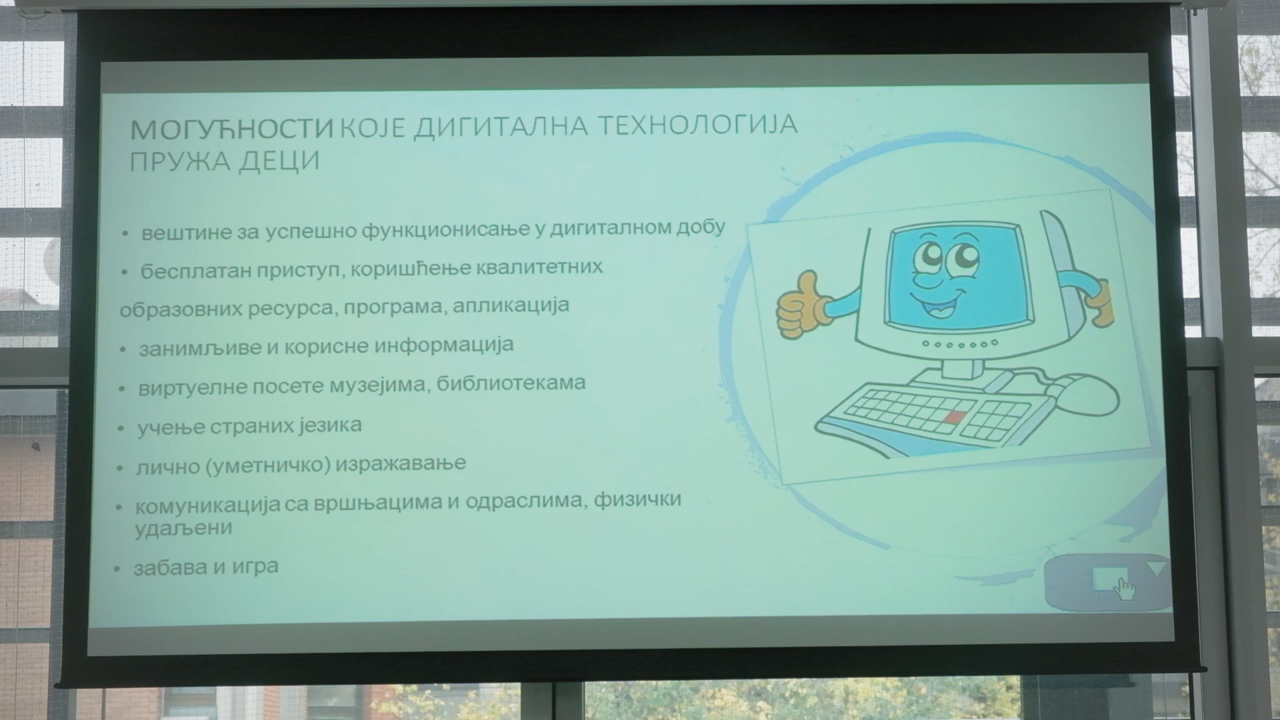 МОГУЋНОСТИ КОЈЕ ДИГИТАЛНА ТЕХНОЛОГИЈА
ПРУЖА ДЕЦИ
• вештине за успешно функционисање у дигиталном добу
• бесплатан приступ, коришћење квалитетних
образовних ресурса, програма, апликација
• занимљиве и корисне информација
• виртуелне посете музејима, библиотекама
• учење страних језика
• лично (уметничко) изражавање
• комуникација са вршњацима и одраслима, физички
удаљени
• забава и игра